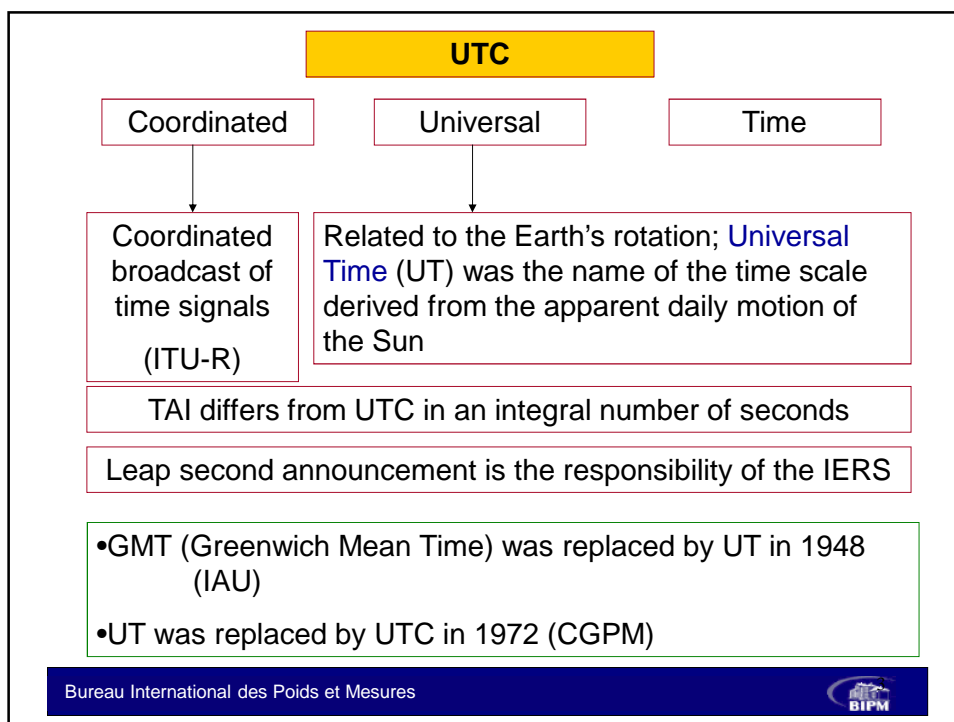 UTC
Coordinated
Universal
Time
Coordinated
broadcast of
time signals
(ITU-R)
Related to the Earth's rotation; Universal
Time (UT) was the name of the time scale
derived from the apparent daily motion of
the Sun
TAI differs from UTC in an integral number of seconds
Leap second announcement is the responsibility of the IERS
•GMT (Greenwich Mean Time) was replaced by UT in 1948
(IAU)
•UT was replaced by UTC in 1972 (CGPM)
Bureau International des Poids et Mesures
BIPM